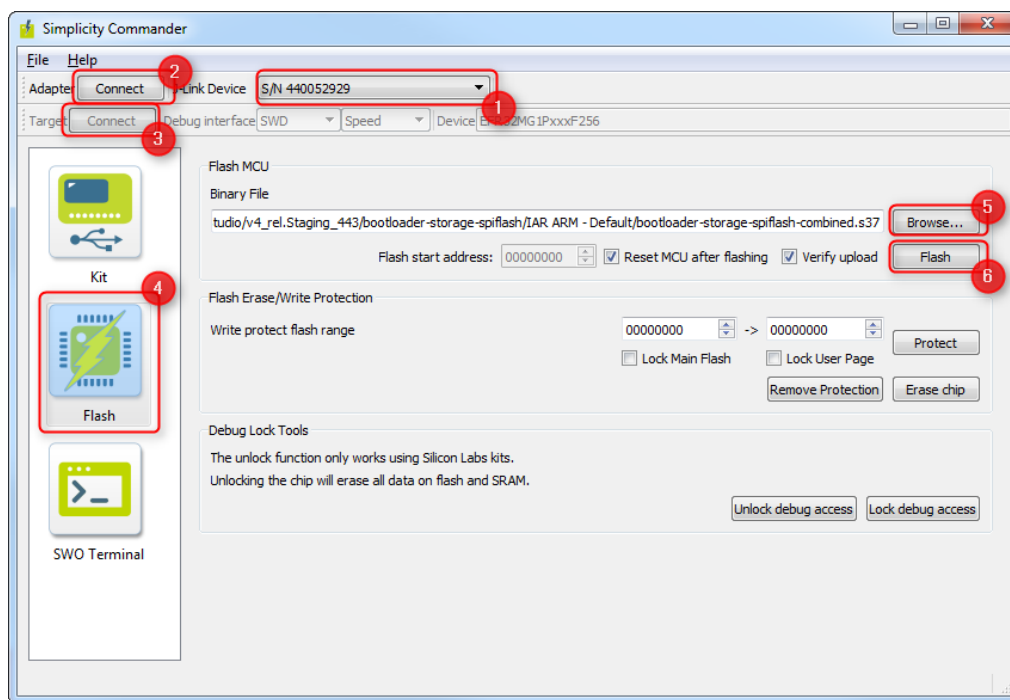 Simplicity Commander
File Help
2
Adapter Connect J-Link Device S/N 440052929
1
Target Connect Debug interface SWD Speed Device EFR32MG1PxxxF256
3
Flash MCU
Binary File
tudio/v4_rel.Staging_443/bootloader-storage-spiflash/IAR ARM - Default/bootloader-storage-spiflash-combined.s37 Browse...
5
Flash start address: 00000000 Reset MCU after flashing Verify upload Flash
6
Kit
4
Flash
SWO Terminal
Flash Erase/Write Protection
Write protect flash range 00000000 -> 00000000 Protect
Lock Main Flash Lock User Page
Remove Protection Erase chip
Debug Lock Tools
The unlock function only works using Silicon Labs kits.
Unlocking the chip will erase all data on flash and SRAM.
Unlock debug access Lock debug access